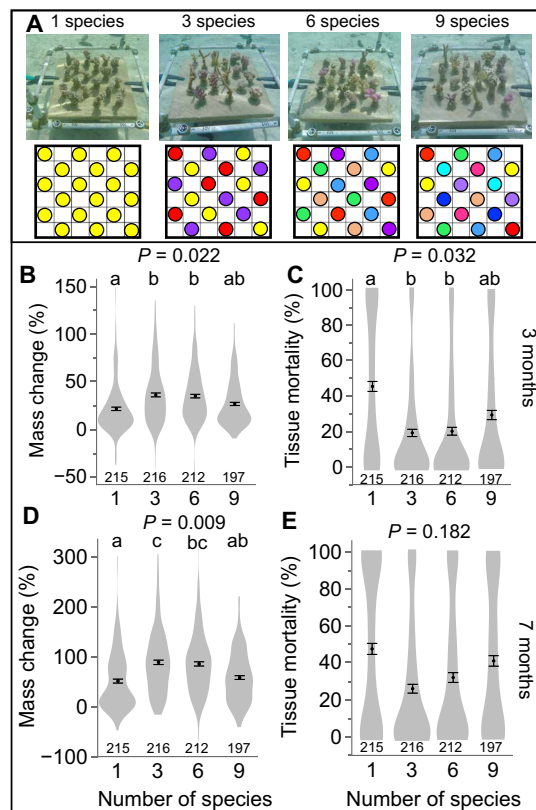 A
1 species 3 species 6 species 9 species
B
P = 0.022
a b b ab
Mass change (%)
150
100
50
0
−50
215 216 212 197
1 3 6 9
C
P = 0.032
a b b ab
Tissue mortality (%)
100
80
60
40
20
0
215 216 212 197
1 3 6 9
3 months
D
P = 0.009
a c bc ab
Mass change (%)
300
200
100
0
−100
215 216 212 197
1 3 6 9
Number of species
E
P = 0.182
Tissue mortality (%)
100
80
60
40
20
0
215 216 212 197
1 3 6 9
Number of species
7 months